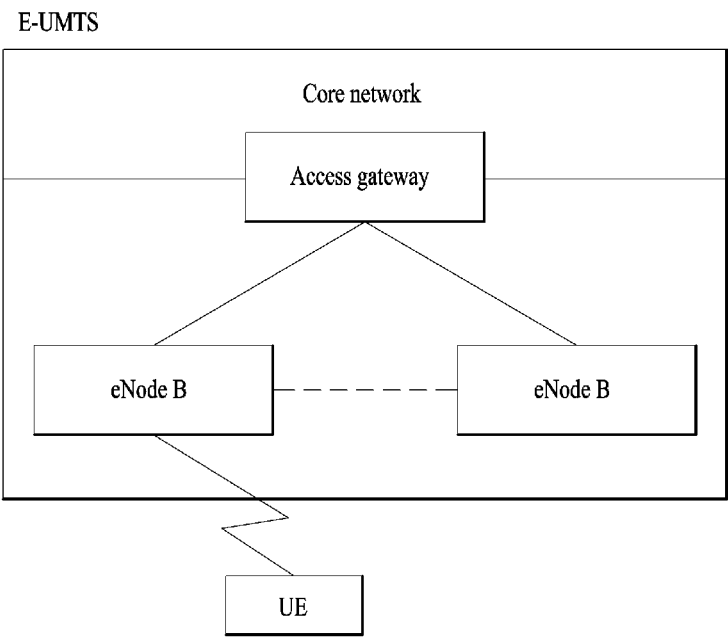 E-UMTS
Core network
Access gateway
eNode B
eNode B
UE